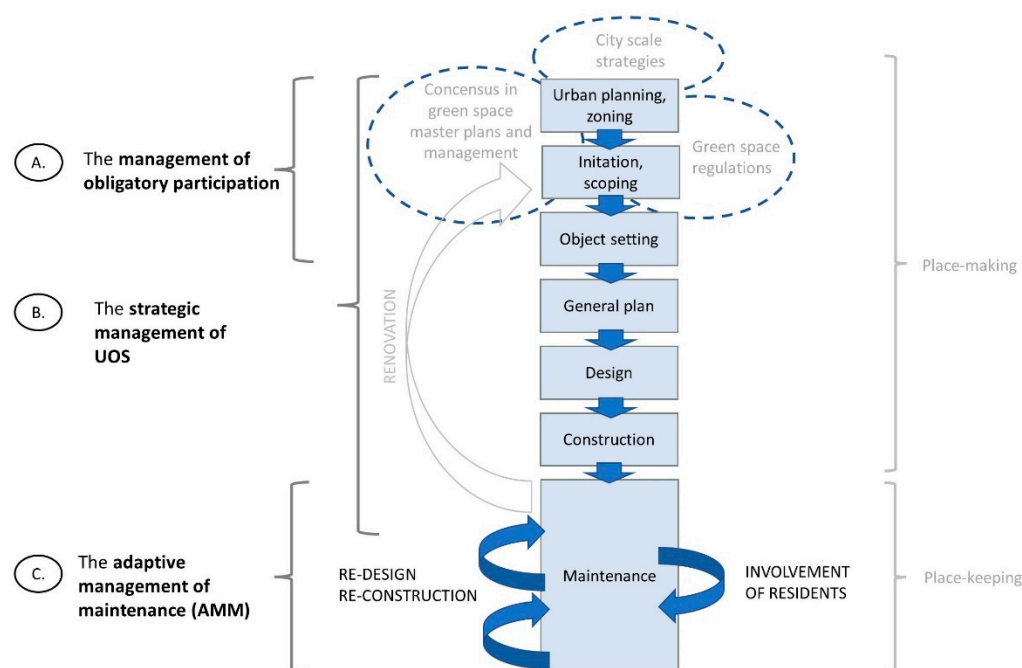 City scale
strategies
Concensus in
green space
master plans and
management
Urban planning,
zoning
Green space
regulations
A.
The management of
obligatory participation
Initation,
scoping
Object setting
Place-making
B.
The strategic
management of
UOS
RENOVATION
General plan
Design
Construction
C.
The adaptive
management of
maintenance (AMM)
RE-DESIGN
RE-CONSTRUCTION
Maintenance
INVOLVEMENT
OF RESIDENTS
Place-keeping